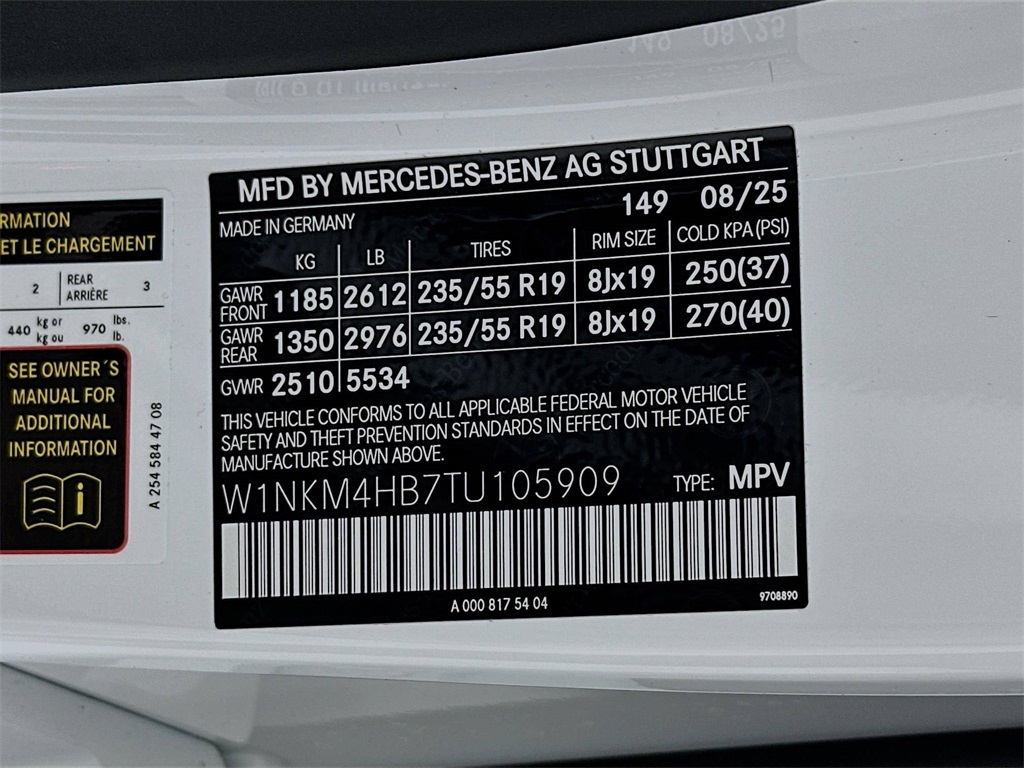 RMATION
ET LE CHARGEMENT
2 REAR ARRIÈRE 3
440 kg or kg ou 970 lbs. lb.
SEE OWNER´S
MANUAL FOR
ADDITIONAL
INFORMATION
i
A 254 584 47 08
MFD BY MERCEDES-BENZ AG STUTTGART
MADE IN GERMANY 149 08/25
KG LB TIRES RIM SIZE COLD KPA (PSI)
GAWR FRONT 1185 2612 235/55 R19 8Jx19 250(37)
GAWR REAR 1350 2976 235/55 R19 8Jx19 270(40)
GVWR 2510 5534
THIS VEHICLE CONFORMS TO ALL APPLICABLE FEDERAL MOTOR VEHICLE
SAFETY AND THEFT PREVENTION STANDARDS IN EFFECT ON THE DATE OF
MANUFACTURE SHOWN ABOVE.
W1NKM4HB7TU105909 TYPE: MPV
A 000 817 54 04 9708890